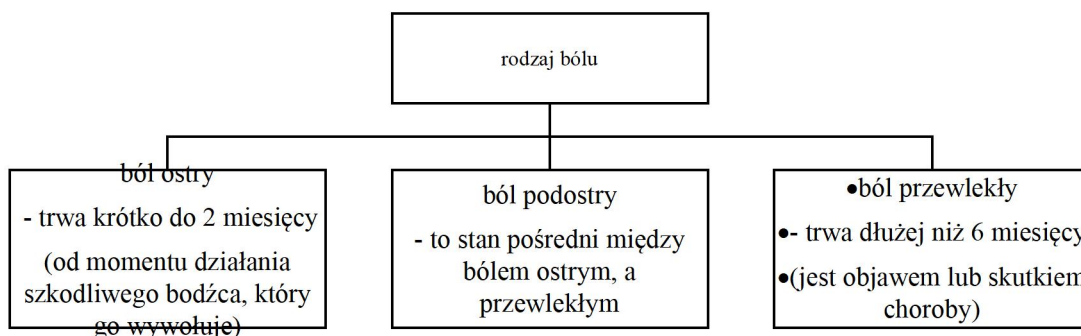 rodzaj bólu
ból ostry
- trwa krótko do 2 miesięcy
(od momentu działania
szkodliwego bodźca, który
go wywołuje)
ból podostry
- to stan pośredni między
bólem ostrym, a
przewlekłym
•ból przewlekły
•- trwa dłużej niż 6 miesięcy
•(jest objawem lub skutkiem
choroby)